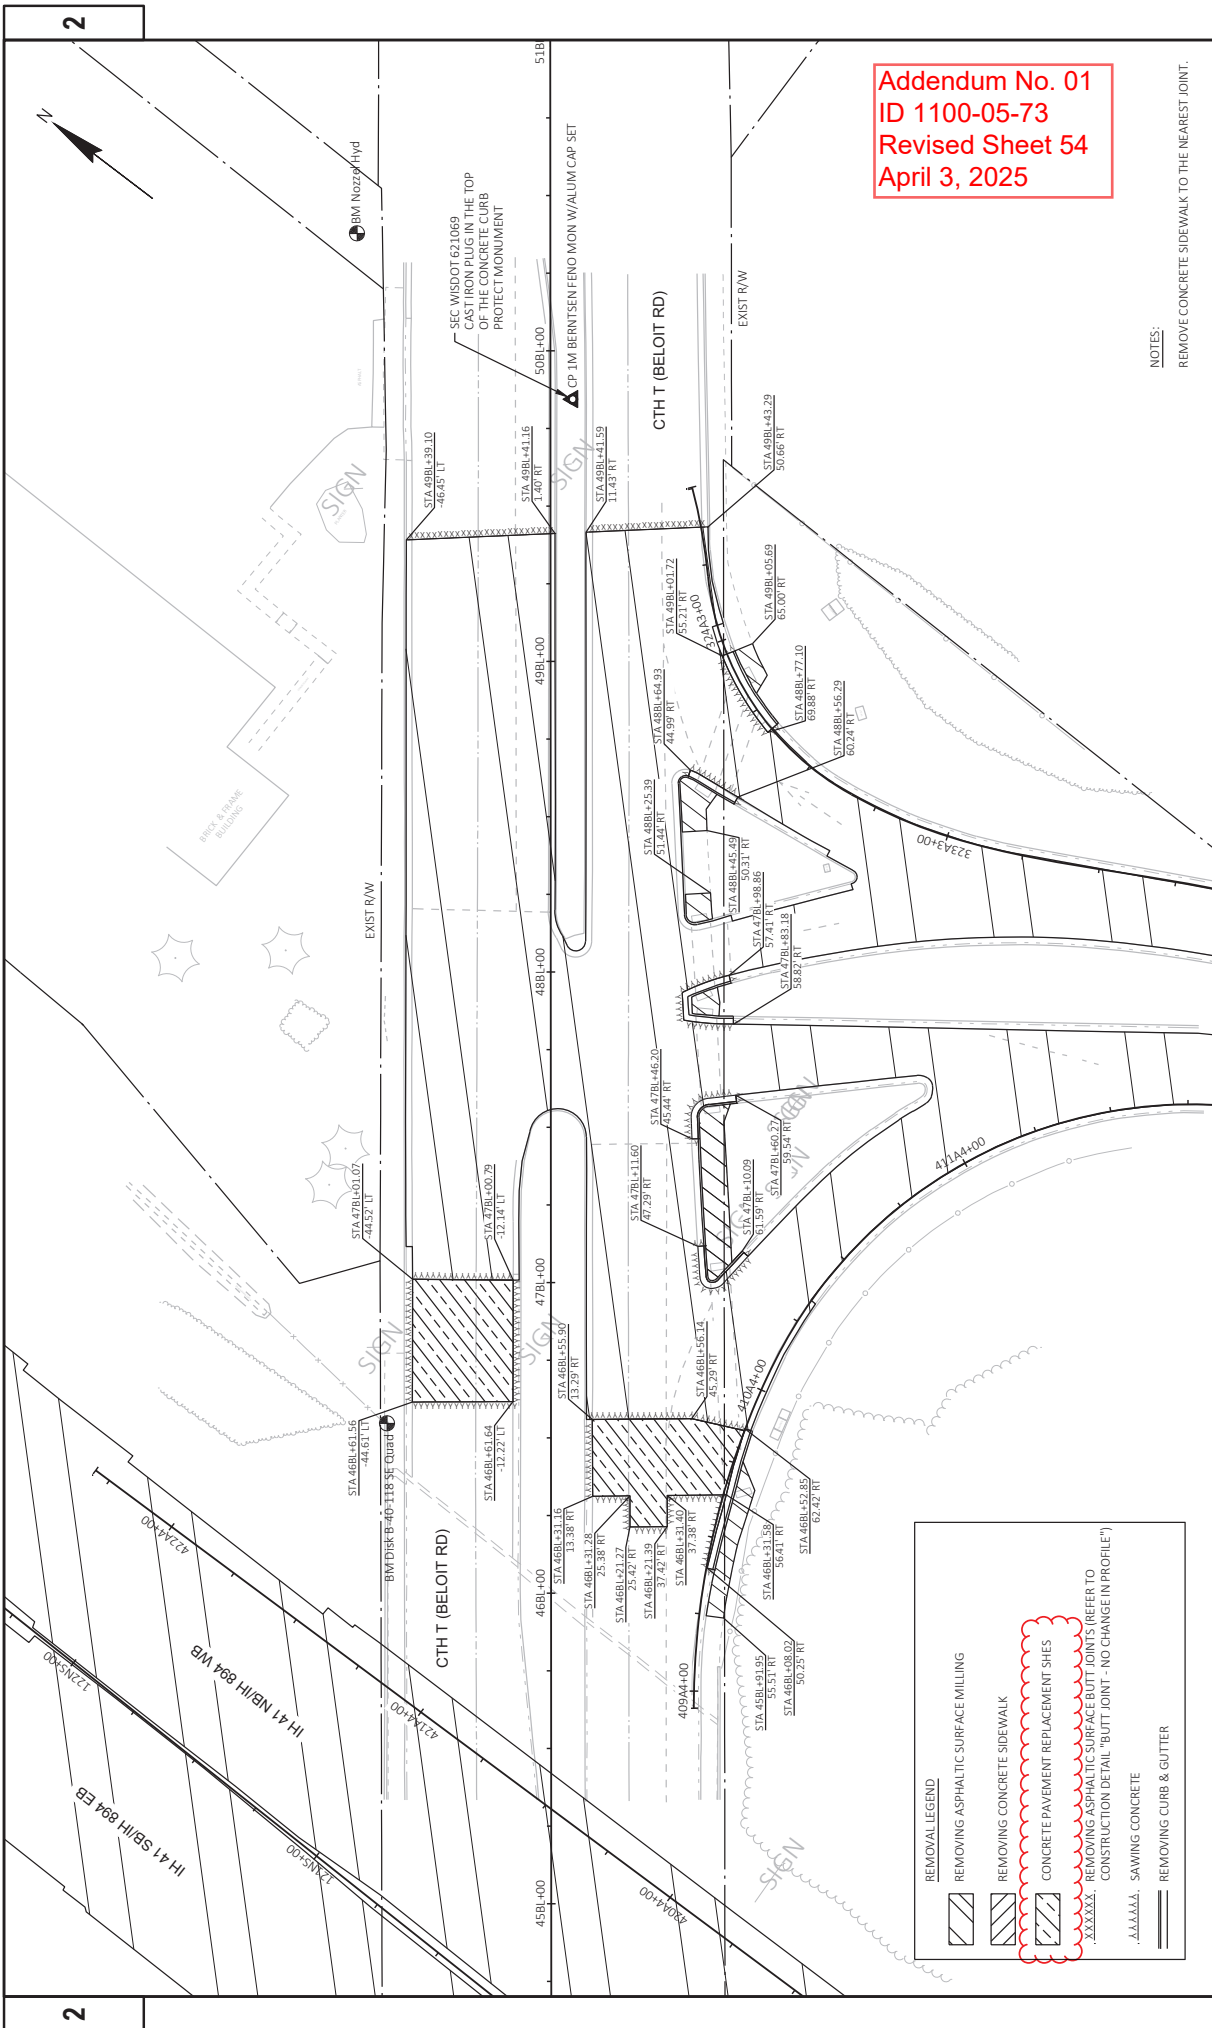 2
Addendum No. 01
ID 1100-05-73
Revised Sheet 54
April 3, 2025
N
BM Nozzel Hyd
SEC WISDOT 621069
CAST IRON PLUG IN THE TOP
OF THE CONCRETE CURB
PROTECT MONUMENT
CP 1M BERNTSEN FENO MON W/ALUM CAP SET
CTH T (BELOIT RD)
EXIST R/W
51B
50BL+00
49BL+00
48BL+00
47BL+00
46BL+00
45BL+00
STA 49BL+39.10
-46.45' LT
STA 49BL+41.16
1.40' RT
STA 49BL+41.59
11.43' RT
STA 49BL+43.29
50.66' RT
STA 49BL+01.72
55.21' RT
STA 49BL+05.69
65.00' RT
STA 48BL+77.10
69.88' RT
STA 48BL+64.93
44.99' RT
STA 48BL+56.29
60.24' RT
STA 48BL+25.39
51.44' RT
STA 48BL+45.49
50.31' RT
STA 47BL+98.86
57.41' RT
STA 47BL+83.18
58.82' RT
STA 47BL+46.20
45.44' RT
STA 47BL+60.27
59.54' RT
STA 47BL+11.60
47.29' RT
STA 47BL+10.09
61.59' RT
STA 47BL+01.07
-44.52' LT
STA 47BL+00.79
-12.14' LT
STA 46BL+61.56
-44.61' LT
STA 46BL+61.64
-12.22' LT
STA 46BL+55.90
13.29' RT
STA 46BL+56.14
45.29' RT
STA 46BL+52.85
62.42' RT
STA 46BL+31.16
13.38' RT
STA 46BL+31.28
25.38' RT
STA 46BL+21.27
25.42' RT
STA 46BL+21.39
37.42' RT
STA 46BL+31.40
37.38' RT
STA 46BL+31.58
56.41' RT
STA 46BL+08.02
50.25' RT
STA 45BL+91.95
55.51' RT
324A3+00
323A3+00
411A4+00
410A4+00
409A4+00
SIGN
SIGN
SIGN
SIGN
SIGN
SIGN
SIGN
BRICK & FRAME
BUILDING
EXIST R/W
BM Disk B-40-118 SE Quad
CTH T (BELOIT RD)
422A4+00
421A4+00
420A4+00
122NS+00
121NS+00
IH 41 NB/IH 894 WB
IH 41 SB/IH 894 EB
NOTES:
REMOVE CONCRETE SIDEWALK TO THE NEAREST JOINT.
REMOVAL LEGEND
REMOVING ASPHALTIC SURFACE MILLING
REMOVING CONCRETE SIDEWALK
CONCRETE PAVEMENT REPLACEMENT SHES
XXXXXX REMOVING ASPHALTIC SURFACE BUTT JOINTS (REFER TO
CONSTRUCTION DETAIL "BUTT JOINT - NO CHANGE IN PROFILE")
SAWING CONCRETE
REMOVING CURB & GUTTER
2